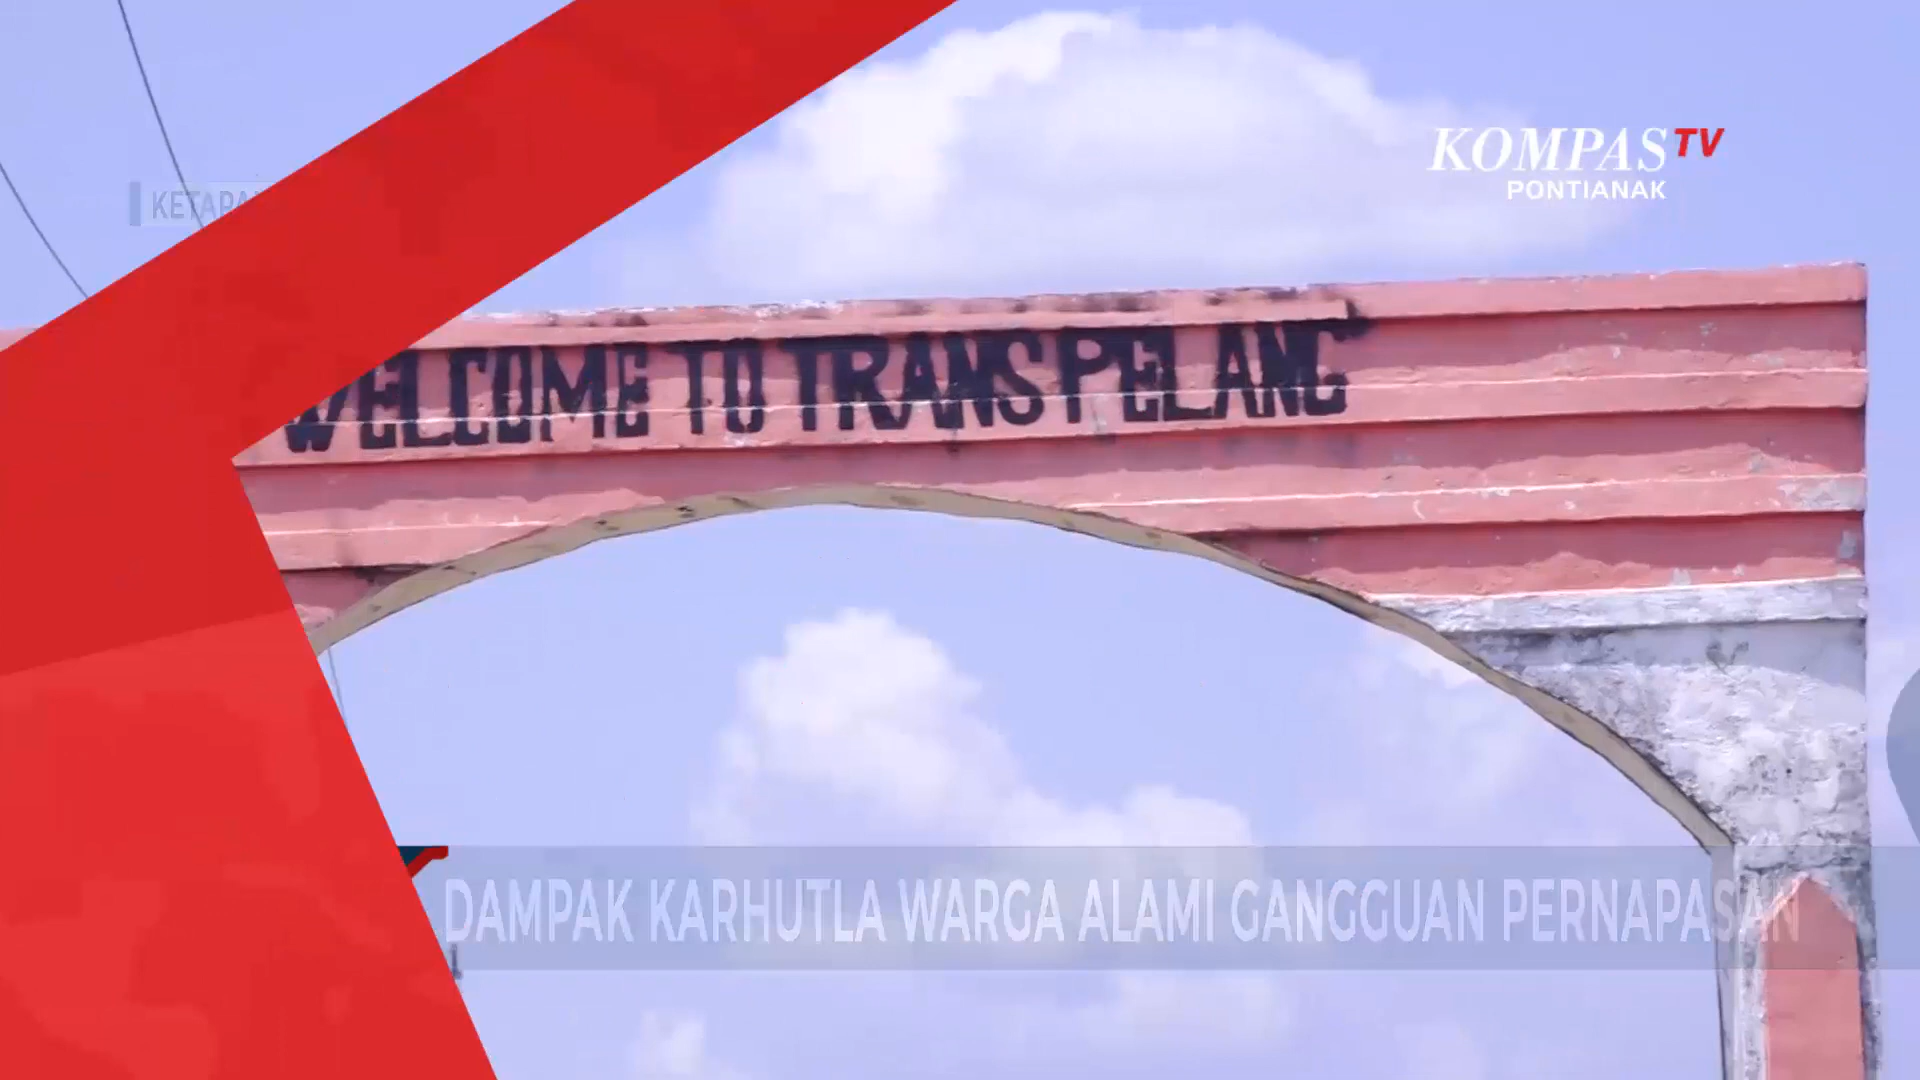 KOMPAS TV
PONTIANAK
WELCOME TO TRANS PELANG
DAMPAK KARHUTLA WARGA ALAMI GANGGUAN PERNAPASAN